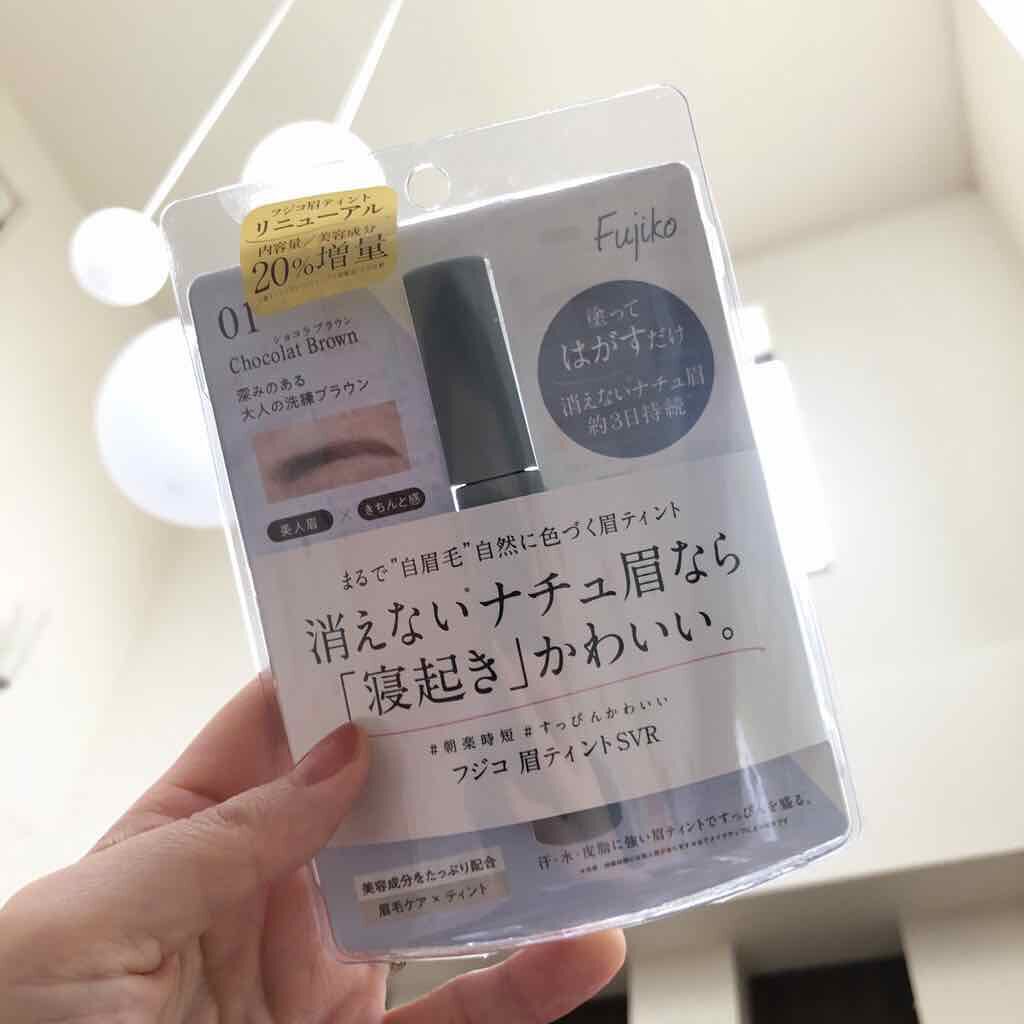 フジコ眉ティント
リニューアル
内容量/美容成分
20%増量
Fujiko
01
ショコラブラウン
Chocolat Brown
深みのある
大人の洗練ブラウン
美人眉×きちんと感
塗って
はがすだけ
消えないナチュ眉
約3日持続
まるで"自眉毛"自然に色づく眉ティント
消えないナチュ眉なら
「寝起き」かわいい。
#朝楽時短#すっぴんかわいい
フジコ 眉ティントSVR
汗・水・皮脂に強い眉ティントですっぴんを盛る。
美容成分をたっぷり配合
眉毛ケア×ティント